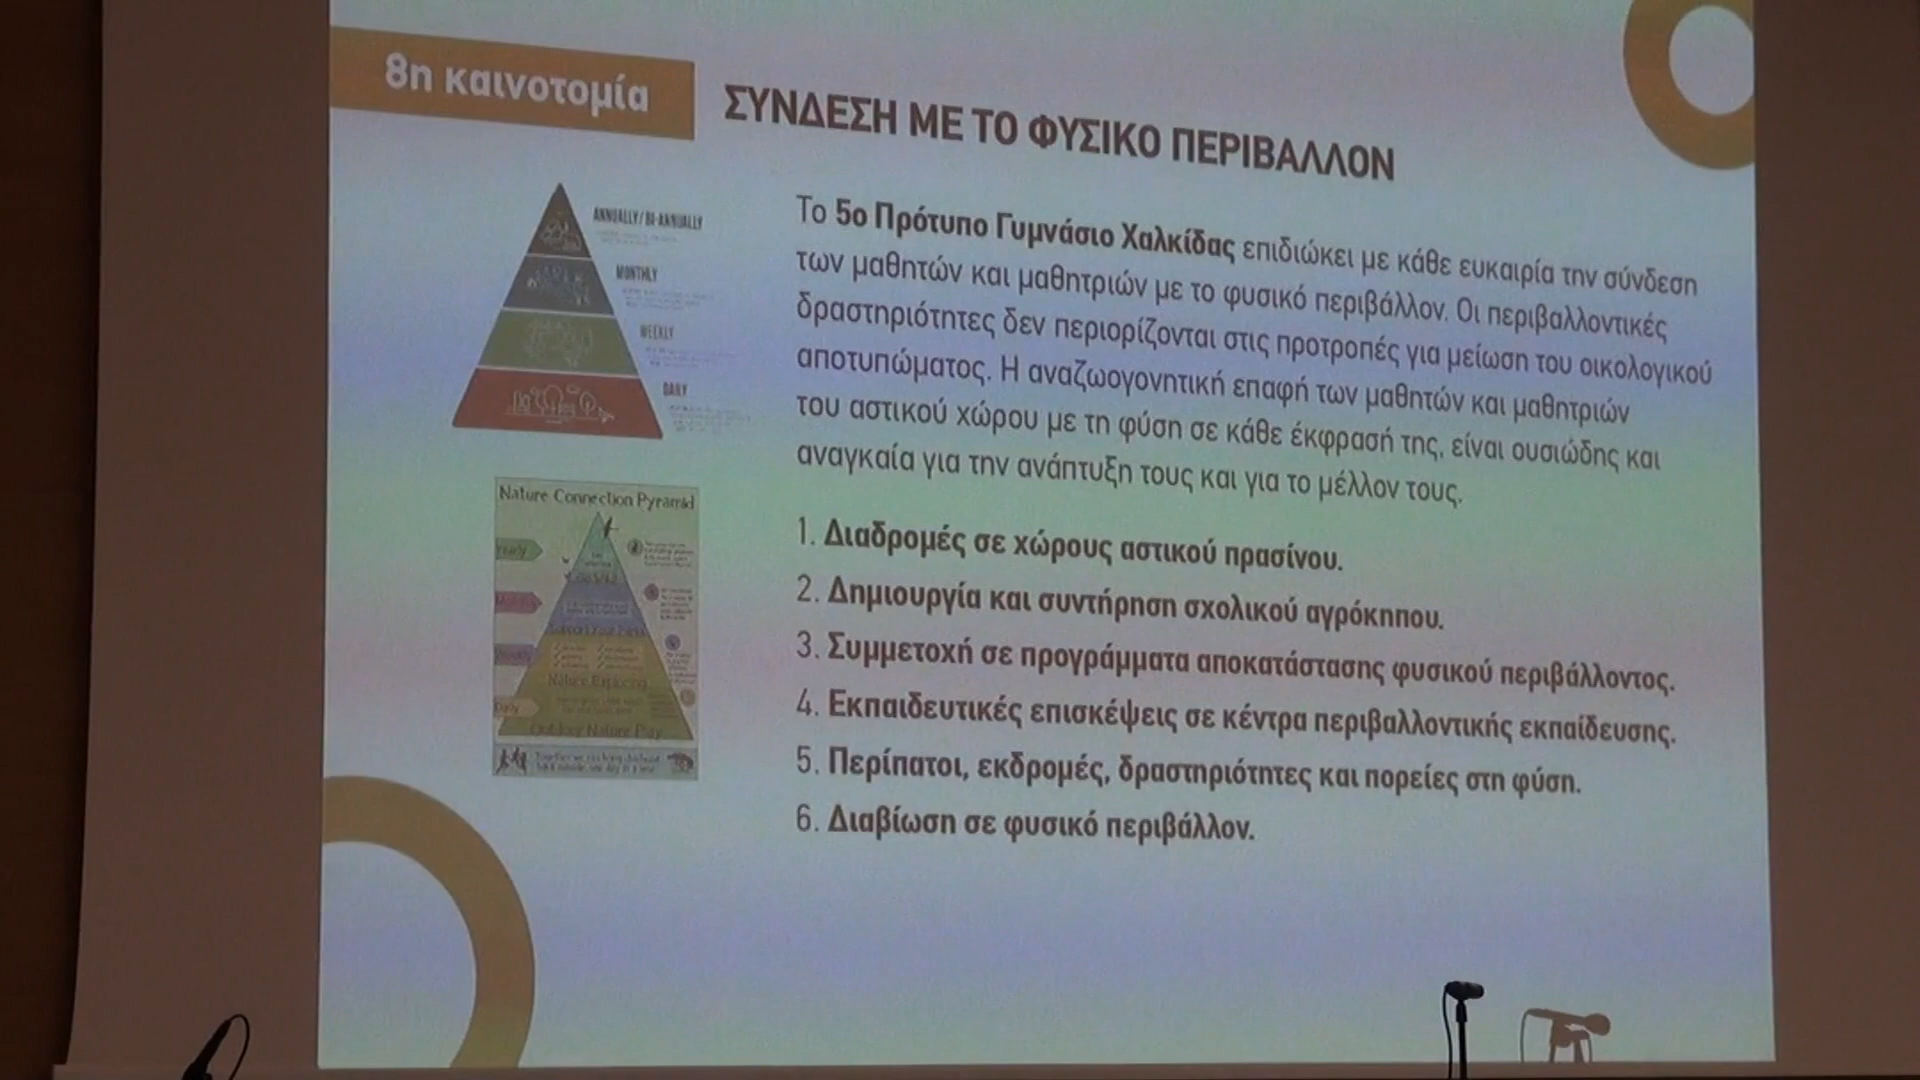 8η καινοτομία
ΣΥΝΔΕΣΗ ΜΕ ΤΟ ΦΥΣΙΚΟ ΠΕΡΙΒΑΛΛΟΝ
ANNUALLY/BI-ANNUALLY
MONTHLY
WEEKLY
DAILY
Το 5ο Πρότυπο Γυμνάσιο Χαλκίδας επιδιώκει με κάθε ευκαιρία την σύνδεση
των μαθητών και μαθητριών με το φυσικό περιβάλλον. Οι περιβαλλοντικές
δραστηριότητες δεν περιορίζονται στις προτροπές για μείωση του οικολογικού
αποτυπώματος. Η αναζωογονητική επαφή των μαθητών και μαθητριών
του αστικού χώρου με τη φύση σε κάθε έκφρασή της, είναι ουσιώδης και
αναγκαία για την ανάπτυξη τους και για το μέλλον τους.
1. Διαδρομές σε χώρους αστικού πρασίνου.
2. Δημιουργία και συντήρηση σχολικού αγρόκηπου.
3. Συμμετοχή σε προγράμματα αποκατάστασης φυσικού περιβάλλοντος.
4. Εκπαιδευτικές επισκέψεις σε κέντρα περιβαλλοντικής εκπαίδευσης.
5. Περίπατοι, εκδρομές, δραστηριότητες και πορείες στη φύση.
6. Διαβίωση σε φυσικό περιβάλλον.
Nature Connection Pyramid
Yearly
Daily
Nature Exploring
Outdoor Nature Play